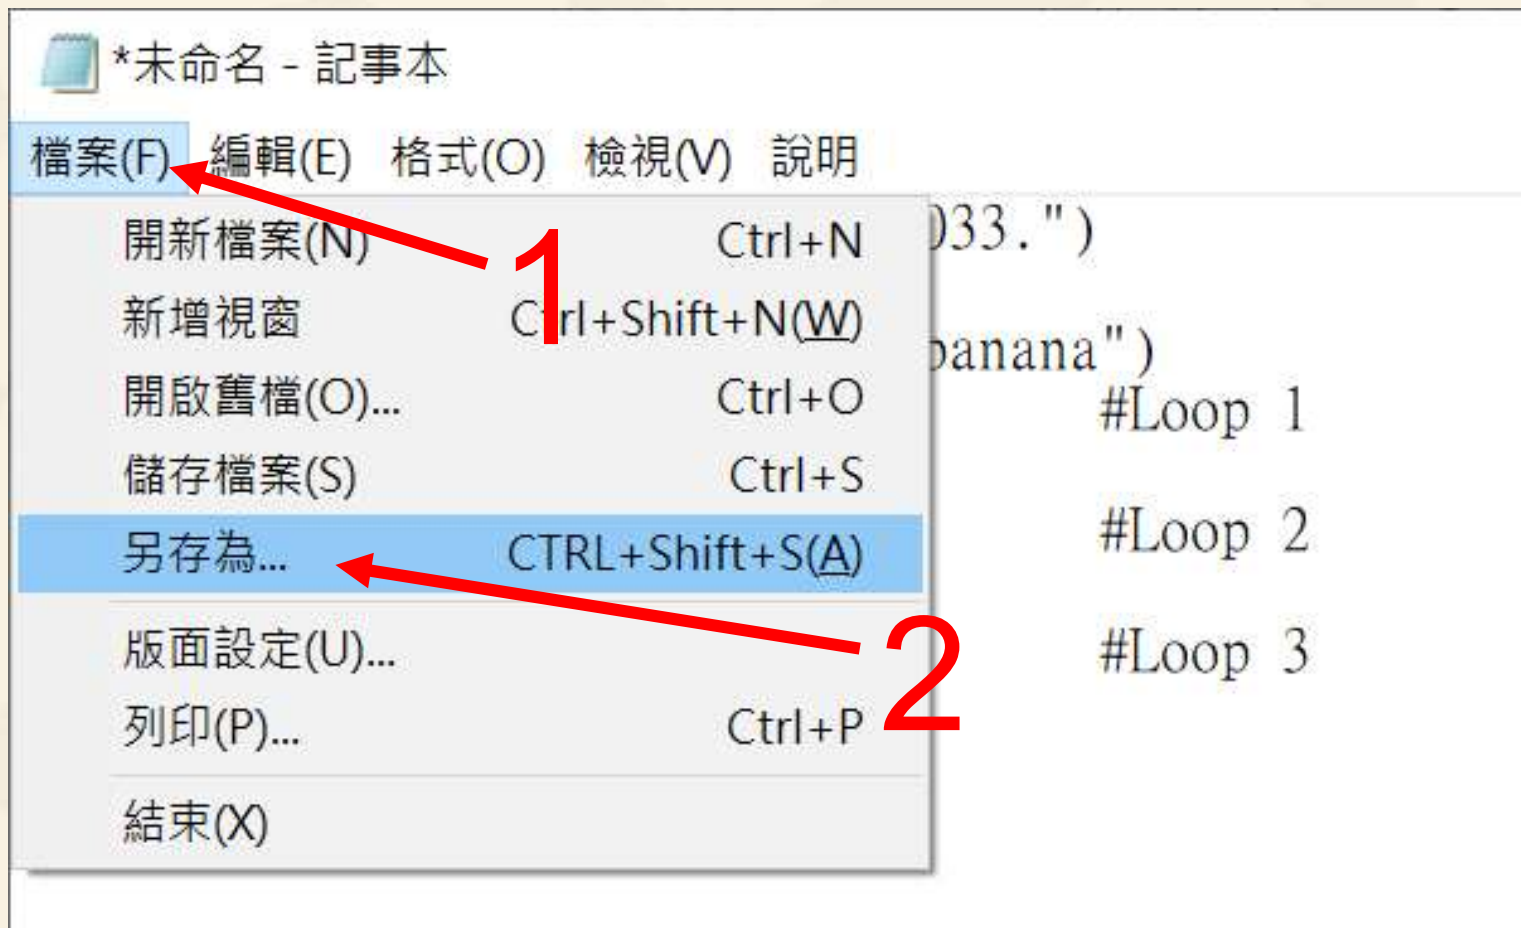 *未命名 - 記事本
檔案(F) 編輯(E) 格式(O) 檢視(V) 說明
開新檔案(N) Ctrl+N
033.")
1
新增視窗 Ctrl+Shift+N(W)
banana")
開啟舊檔(O)... Ctrl+O
#Loop 1
儲存檔案(S) Ctrl+S
另存為... CTRL+Shift+S(A)
#Loop 2
2
版面設定(U)...
#Loop 3
列印(P)... Ctrl+P
結束(X)